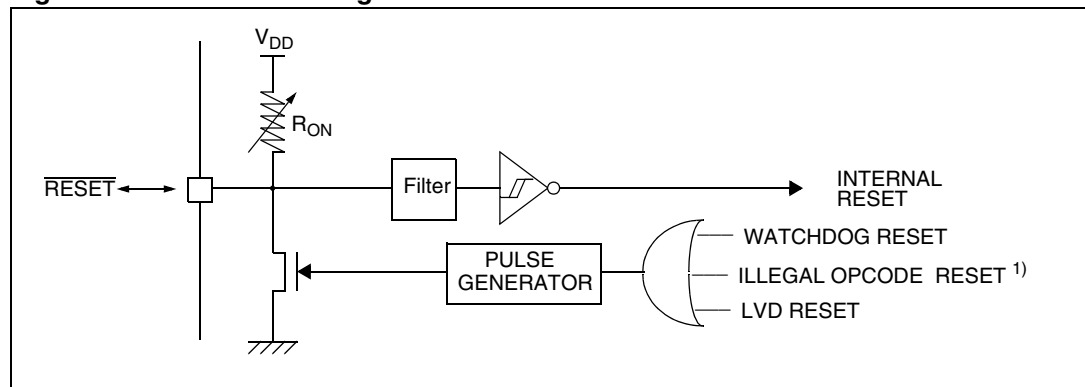 V_DD
R_ON
RESET
Filter
INTERNAL
RESET
WATCHDOG RESET
PULSE
GENERATOR
ILLEGAL OPCODE RESET 1)
LVD RESET